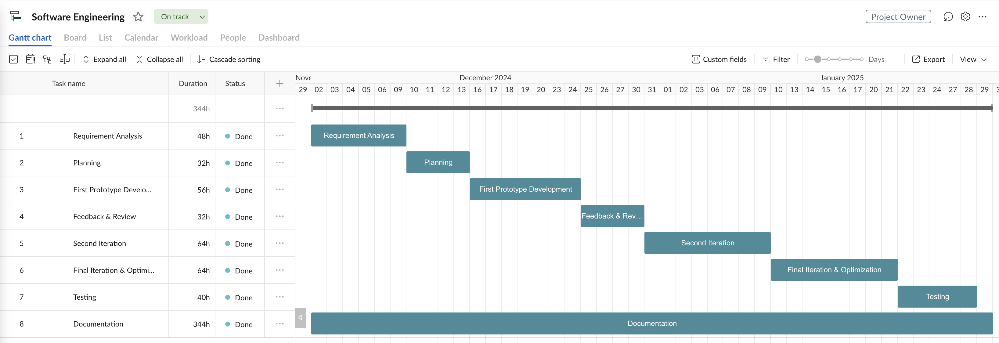 Software Engineering On track Project Owner
Gantt chart Board List Calendar Workload People Dashboard
Expand all Collapse all Cascade sorting Custom fields Filter Days Export View
Task name Duration Status Nove December 2024 January 2025
29 02 03 04 05 06 09 10 11 12 13 16 17 18 19 20 23 24 25 26 27 30 31 01 02 03 06 07 08 09 10 13 14 15 16 17 20 21 22 23 24 27 28 29
344h
1 Requirement Analysis 48h Done Requirement Analysis
2 Planning 32h Done Planning
3 First Prototype Develo... 56h Done First Prototype Development
4 Feedback & Review 32h Done Feedback & Rev...
5 Second Iteration 64h Done Second Iteration
6 Final Iteration & Optimi... 64h Done Final Iteration & Optimization
7 Testing 40h Done Testing
8 Documentation 344h Done Documentation